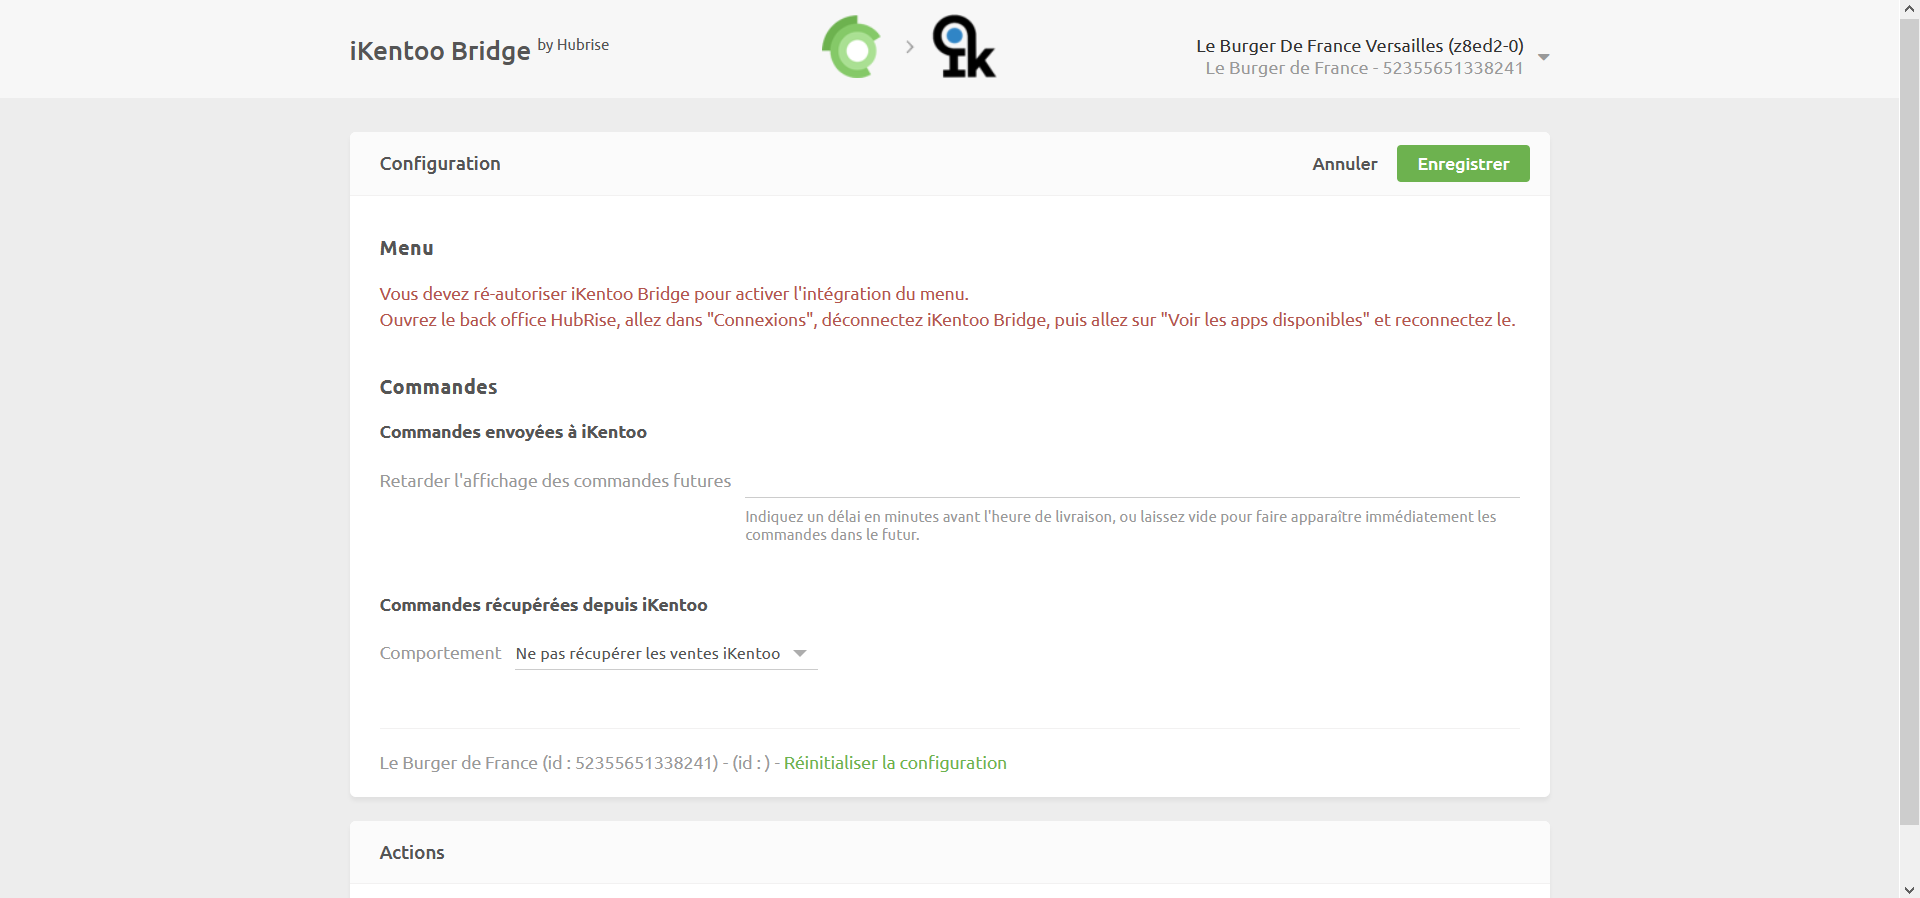 iKentoo Bridge by Hubrise
Le Burger De France Versailles (z8ed2-0)
Le Burger de France - 52355651338241
Configuration
Annuler
Enregistrer
Menu
Vous devez ré-autoriser iKentoo Bridge pour activer l'intégration du menu.
Ouvrez le back office HubRise, allez dans "Connexions", déconnectez iKentoo Bridge, puis allez sur "Voir les apps disponibles" et reconnectez le.
Commandes
Commandes envoyées à iKentoo
Retarder l'affichage des commandes futures
Indiquez un délai en minutes avant l'heure de livraison, ou laissez vide pour faire apparaître immédiatement les
commandes dans le futur.
Commandes récupérées depuis iKentoo
Comportement Ne pas récupérer les ventes iKentoo
Le Burger de France (id : 52355651338241) - (id : ) - Réinitialiser la configuration
Actions